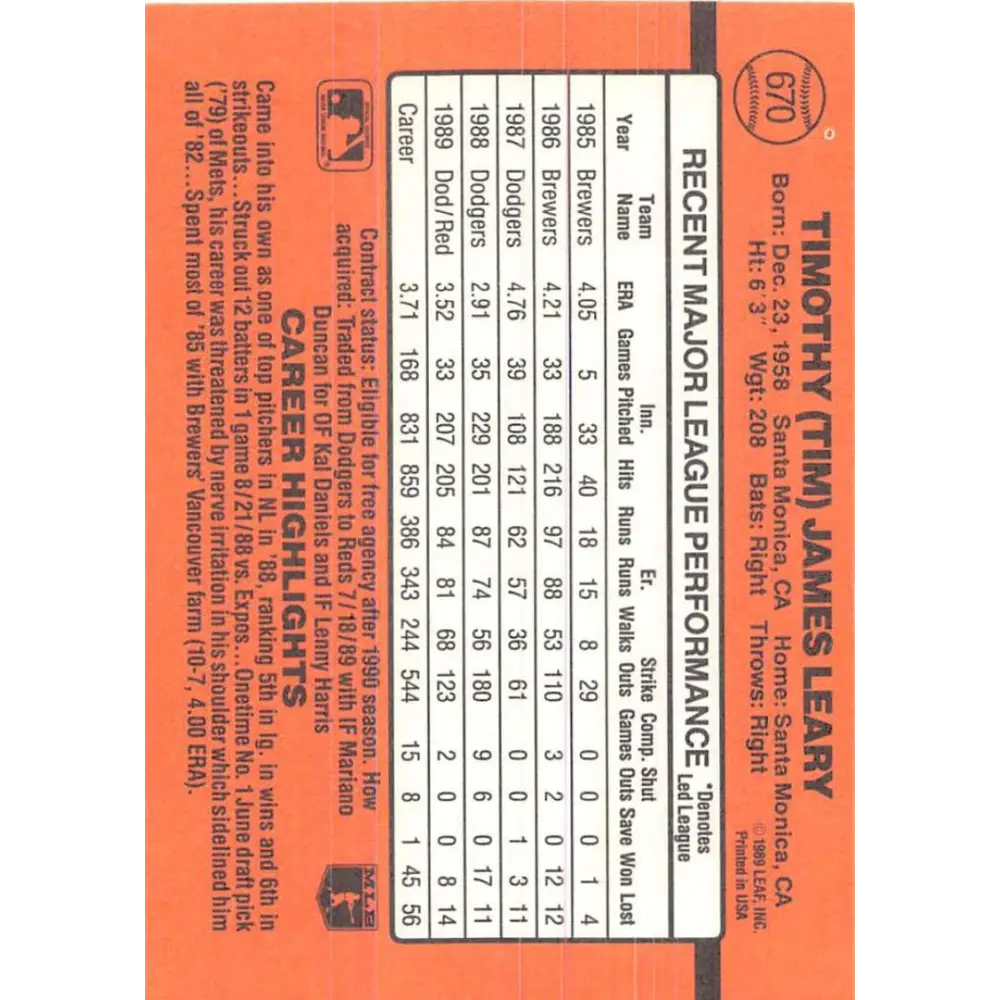 670
TIMOTHY (TIM) JAMES LEARY
Born: Dec. 23, 1958 Santa Monica, CA Home: Santa Monica, CA
Ht: 6'3" Wgt: 208 Bats: Right Throws: Right
© 1989 LEAF, INC.
Printed in USA
RECENT MAJOR LEAGUE PERFORMANCE *Denotes Led League
Year Team Name ERA Games Inn. Pitched Hits Runs Er. Runs Walks Strike Outs Comp. Games Shut Outs Save Won Lost
1985 Brewers 4.05 5 33 40 18 15 8 29 0 0 0 1 4
1986 Brewers 4.21 33 188 216 97 88 53 110 3 2 0 12 12
1987 Dodgers 4.76 39 108 121 62 57 36 61 0 0 1 3 11
1988 Dodgers 2.91 35 229 201 87 74 56 180 9 6 0 17 11
1989 Dod/Red 3.52 33 207 205 84 81 68 123 2 0 0 8 14
Career 3.71 168 831 859 386 343 244 544 15 8 1 45 56
Contract status: Eligible for free agency after 1990 season. How
acquired: Traded from Dodgers to Reds 7/18/89 with IF Mariano
Duncan for OF Kal Daniels and IF Lenny Harris
MLB
CAREER HIGHLIGHTS
Came into his own as one of top pitchers in NL in '88, ranking 5th in lg. in wins and 6th in
strikeouts...Struck out 12 batters in 1 game 8/21/88 vs. Expos...Onetime No. 1 June draft pick
('79) of Mets, his career was threatened by nerve irritation in his shoulder which sidelined him
all of '82...Spent most of '85 with Brewers' Vancouver farm (10-7, 4.00 ERA).